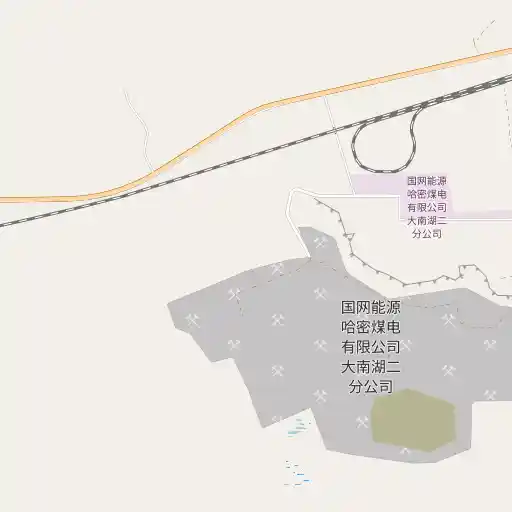 国网能源
哈密煤电
有限公司
大南湖二
分公司
国网能源
哈密煤电
有限公司
大南湖二
分公司